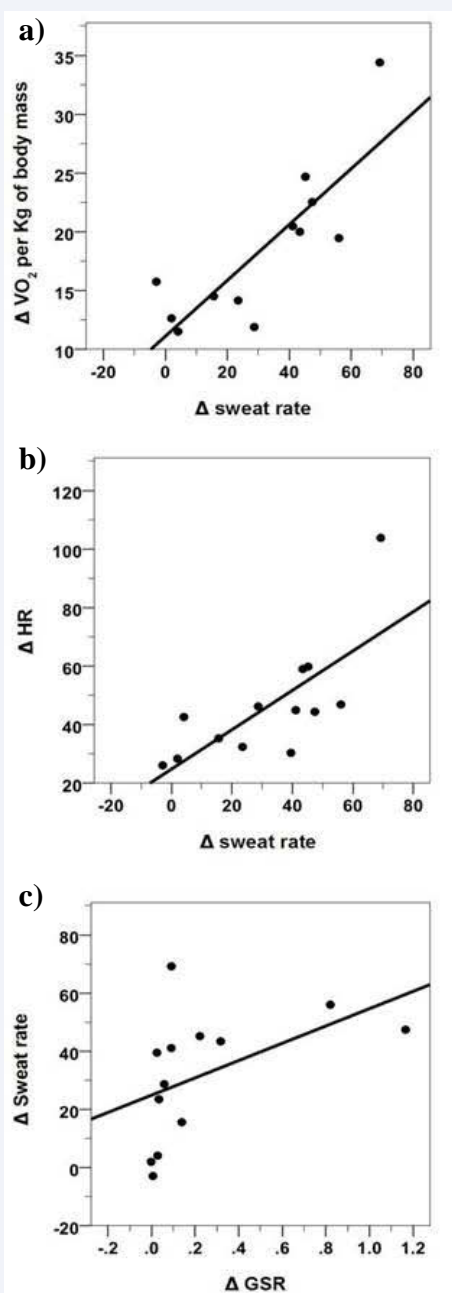 a)
Δ VO₂ per Kg of body mass
35
30
25
20
15
10
-20 0 20 40 60 80
Δ sweat rate
b)
Δ HR
120
100
80
60
40
20
-20 0 20 40 60 80
Δ sweat rate
c)
Δ Sweat rate
80
60
40
20
0
-20
-.2 .0 .2 .4 .6 .8 1.0 1.2
Δ GSR